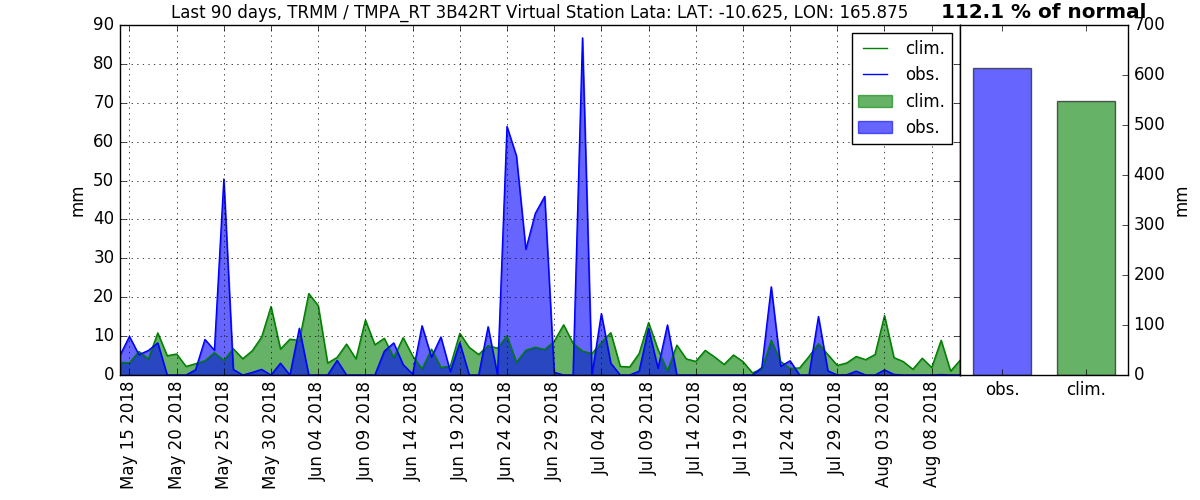 Last 90 days, TRMM / TMPA_RT 3B42RT Virtual Station Lata: LAT: -10.625, LON: 165.875
112.1 % of normal
90
80
70
60
50
40
30
20
10
0
mm
clim.
obs.
clim.
obs.
700
600
500
400
300
200
100
0
mm
May 15 2018
May 20 2018
May 25 2018
May 30 2018
Jun 04 2018
Jun 09 2018
Jun 14 2018
Jun 19 2018
Jun 24 2018
Jun 29 2018
Jul 04 2018
Jul 09 2018
Jul 14 2018
Jul 19 2018
Jul 24 2018
Jul 29 2018
Aug 03 2018
Aug 08 2018
obs.
clim.